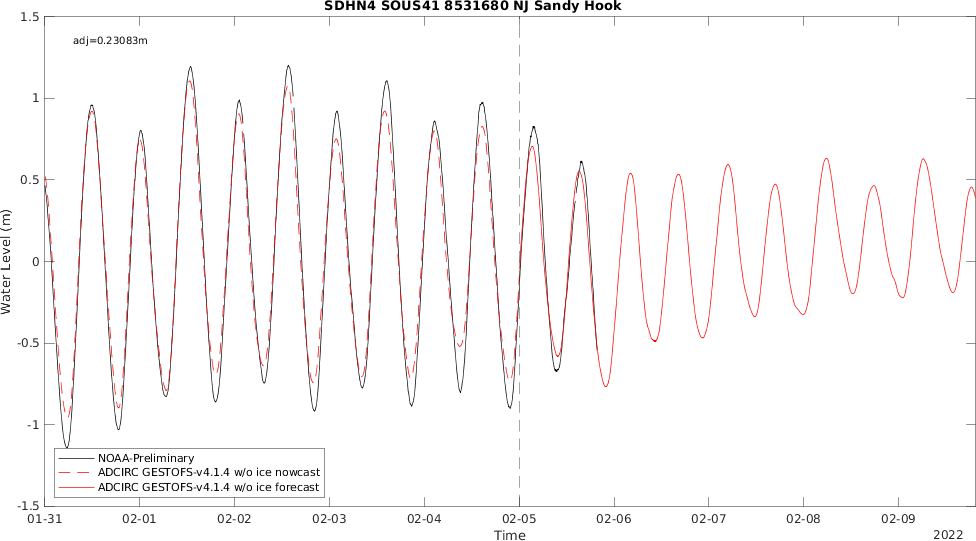 SDHN4 SOUS41 8531680 NJ Sandy Hook
adj=0.23083m
1.5
1
0.5
0
-0.5
-1
-1.5
Water Level (m)
NOAA-Preliminary
ADCIRC GESTOFS-v4.1.4 w/o ice nowcast
ADCIRC GESTOFS-v4.1.4 w/o ice forecast
01-31 02-01 02-02 02-03 02-04 02-05 02-06 02-07 02-08 02-09
Time
2022